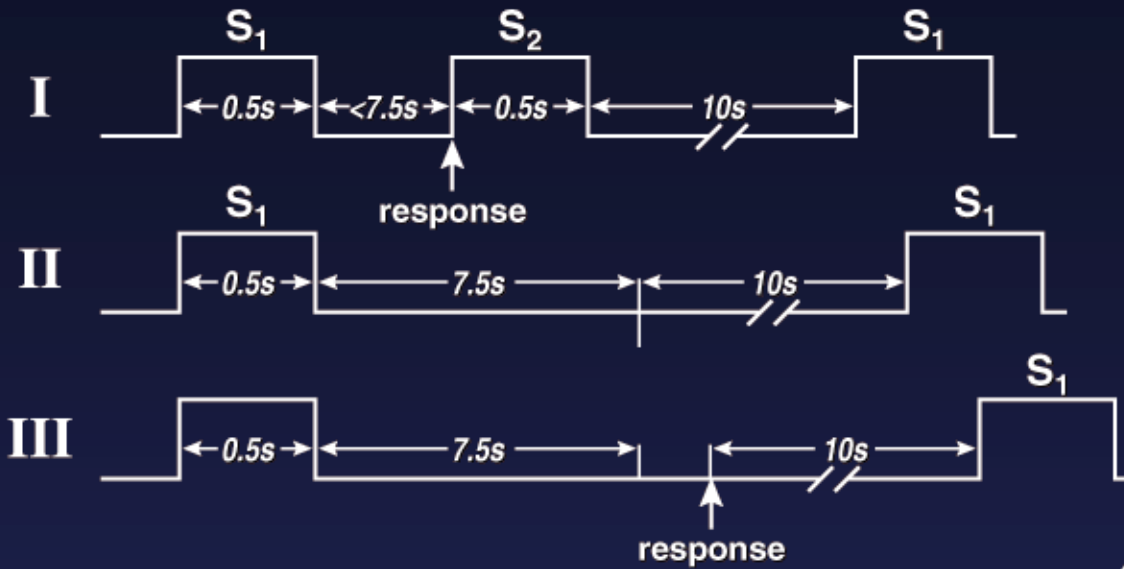 S₁ S₂ S₁
I 0.5s <7.5s 0.5s 10s
response
S₁ S₁
II 0.5s 7.5s 10s
S₁
III 0.5s 7.5s 10s
response